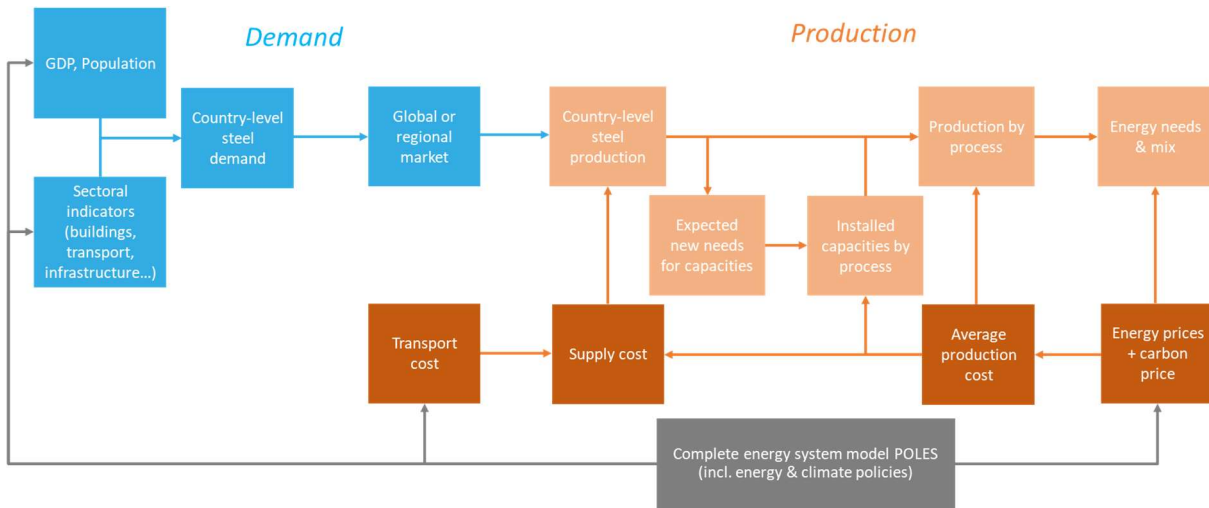 Demand
Production
GDP, Population
Country-level
steel
demand
Global or
regional
market
Country-level
steel
production
Production by
process
Energy needs
& mix
Sectoral
indicators
(buildings,
transport,
infrastructure...)
Expected
new needs
for capacities
Installed
capacities by
process
Transport
cost
Supply cost
Average
production
cost
Energy prices
+ carbon
price
Complete energy system model POLES
(incl. energy & climate policies)